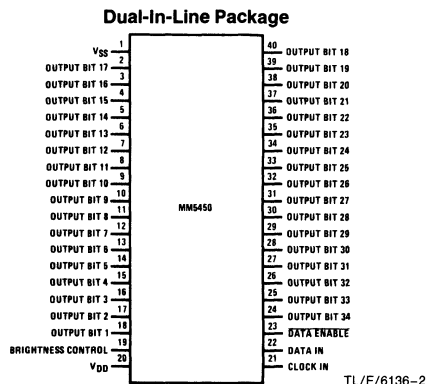 Dual-In-Line Package
VSS 1 40 OUTPUT BIT 18
OUTPUT BIT 17 2 39 OUTPUT BIT 19
OUTPUT BIT 16 3 38 OUTPUT BIT 20
OUTPUT BIT 15 4 37 OUTPUT BIT 21
OUTPUT BIT 14 5 36 OUTPUT BIT 22
OUTPUT BIT 13 6 35 OUTPUT BIT 23
OUTPUT BIT 12 7 34 OUTPUT BIT 24
OUTPUT BIT 11 8 33 OUTPUT BIT 25
OUTPUT BIT 10 9 32 OUTPUT BIT 26
OUTPUT BIT 9 10 31 OUTPUT BIT 27
MM5450
OUTPUT BIT 8 11 30 OUTPUT BIT 28
OUTPUT BIT 7 12 29 OUTPUT BIT 29
OUTPUT BIT 6 13 28 OUTPUT BIT 30
OUTPUT BIT 5 14 27 OUTPUT BIT 31
OUTPUT BIT 4 15 26 OUTPUT BIT 32
OUTPUT BIT 3 16 25 OUTPUT BIT 33
OUTPUT BIT 2 17 24 OUTPUT BIT 34
OUTPUT BIT 1 18 23 DATA ENABLE
BRIGHTNESS CONTROL 19 22 DATA IN
VDD 20 21 CLOCK IN
TL/F/6136–2